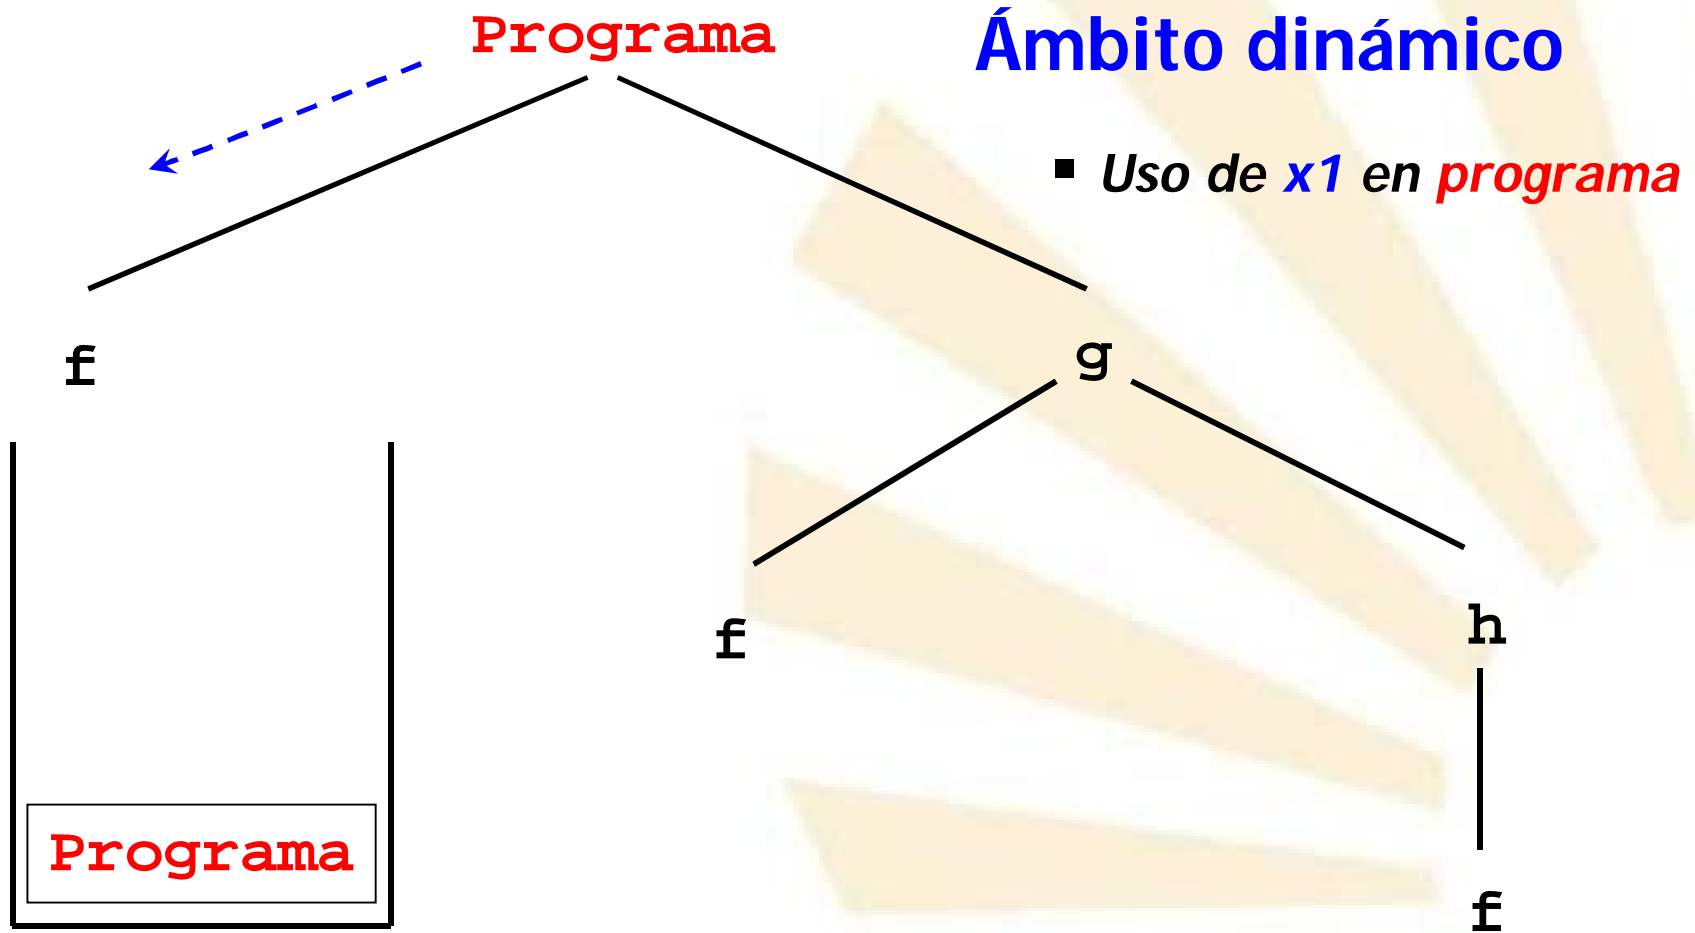 Programa
Ámbito dinámico
▪ Uso de x1 en programa
f
g
f
h
Programa
f